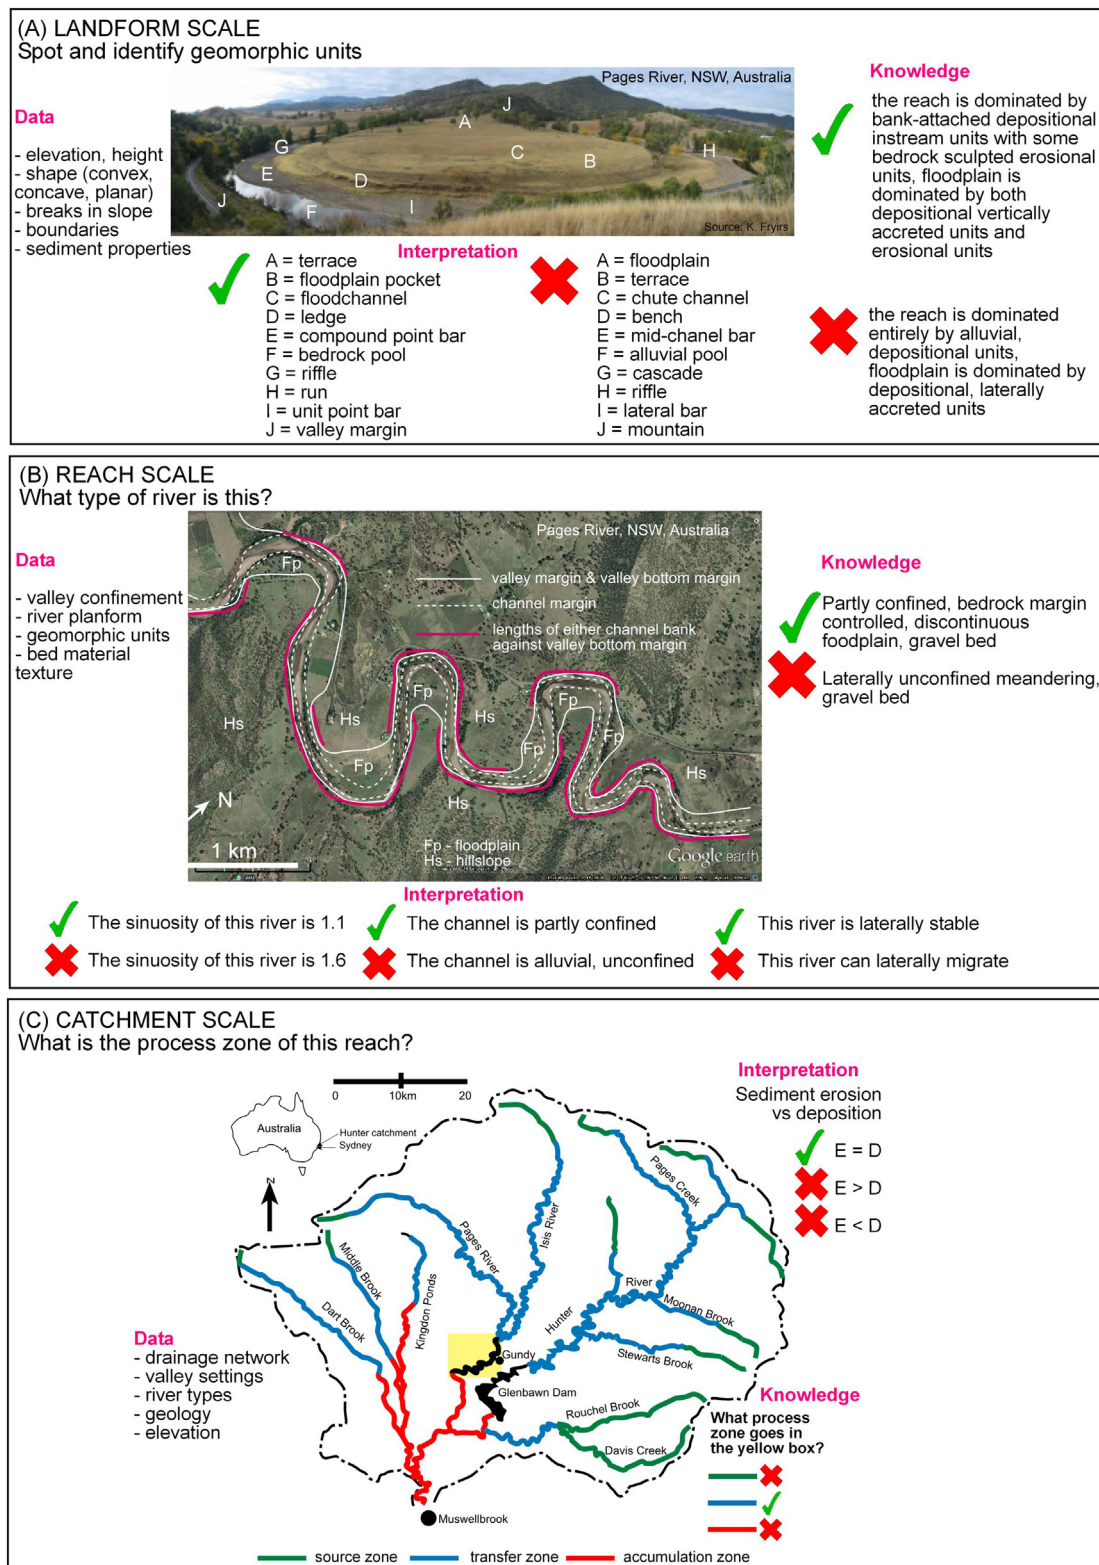 (A) LANDFORM SCALE
Spot and identify geomorphic units
Data
- elevation, height
- shape (convex,
concave, planar)
- breaks in slope
- boundaries
- sediment properties
Pages River, NSW, Australia
J
A
G
C
B
H
E
D
J
F
I
Source: K. Fryirs
Interpretation
A = terrace
B = floodplain pocket
C = floodchannel
D = ledge
E = compound point bar
F = bedrock pool
G = riffle
H = run
I = unit point bar
J = valley margin
A = floodplain
B = terrace
C = chute channel
D = bench
E = mid-chanel bar
F = alluvial pool
G = cascade
H = riffle
I = lateral bar
J = mountain
Knowledge
the reach is dominated by
bank-attached depositional
instream units with some
bedrock sculpted erosional
units, floodplain is
dominated by both
depositional vertically
accreted units and
erosional units
the reach is dominated
entirely by alluvial,
depositional units,
floodplain is dominated by
depositional, laterally
accreted units
(B) REACH SCALE
What type of river is this?
Data
- valley confinement
- river planform
- geomorphic units
- bed material
texture
Pages River, NSW, Australia
valley margin & valley bottom margin
channel margin
lengths of either channel bank
against valley bottom margin
Fp
Fp
Hs
Hs
Hs
Fp
Fp
Fp
Hs
Hs
N
1 km
Fp - floodplain
Hs - hillslope
Google earth
Knowledge
Partly confined, bedrock margin
controlled, discontinuous
foodplain, gravel bed
Laterally unconfined meandering,
gravel bed
Interpretation
The sinuosity of this river is 1.1
The channel is partly confined
This river is laterally stable
The sinuosity of this river is 1.6
The channel is alluvial, unconfined
This river can laterally migrate
(C) CATCHMENT SCALE
What is the process zone of this reach?
0 10km 20
Australia
Hunter catchment
Sydney
N
Interpretation
Sediment erosion
vs deposition
E = D
E > D
E < D
Pages Creek
Isis River
Pages River
Middle Brook
Kingdon Ponds
Dart Brook
River
Hunter
Moonan Brook
Stewarts Brook
Gundy
Glenbawn Dam
Rouchel Brook
Davis Creek
Muswellbrook
Data
- drainage network
- valley settings
- river types
- geology
- elevation
Knowledge
What process
zone goes in
the yellow box?
source zone
transfer zone
accumulation zone